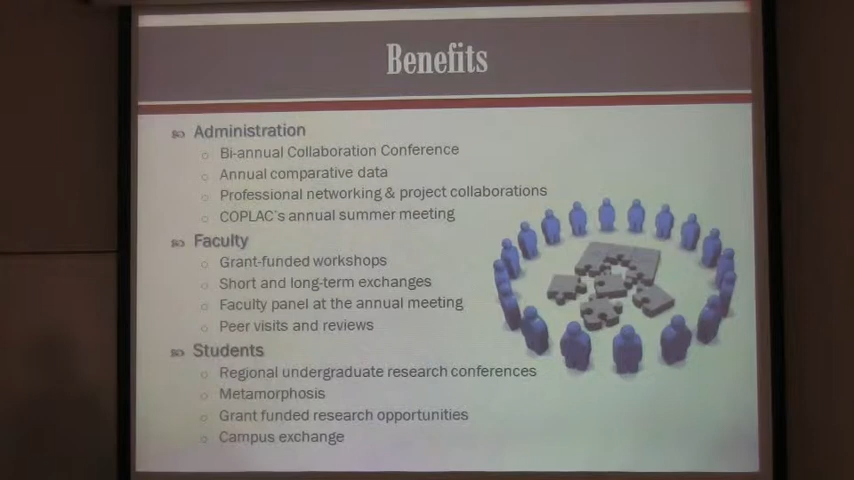 Benefits
Administration
Bi-annual Collaboration Conference
Annual comparative data
Professional networking & project collaborations
COPLAC's annual summer meeting
Faculty
Grant-funded workshops
Short and long-term exchanges
Faculty panel at the annual meeting
Peer visits and reviews
Students
Regional undergraduate research conferences
Metamorphosis
Grant funded research opportunities
Campus exchange